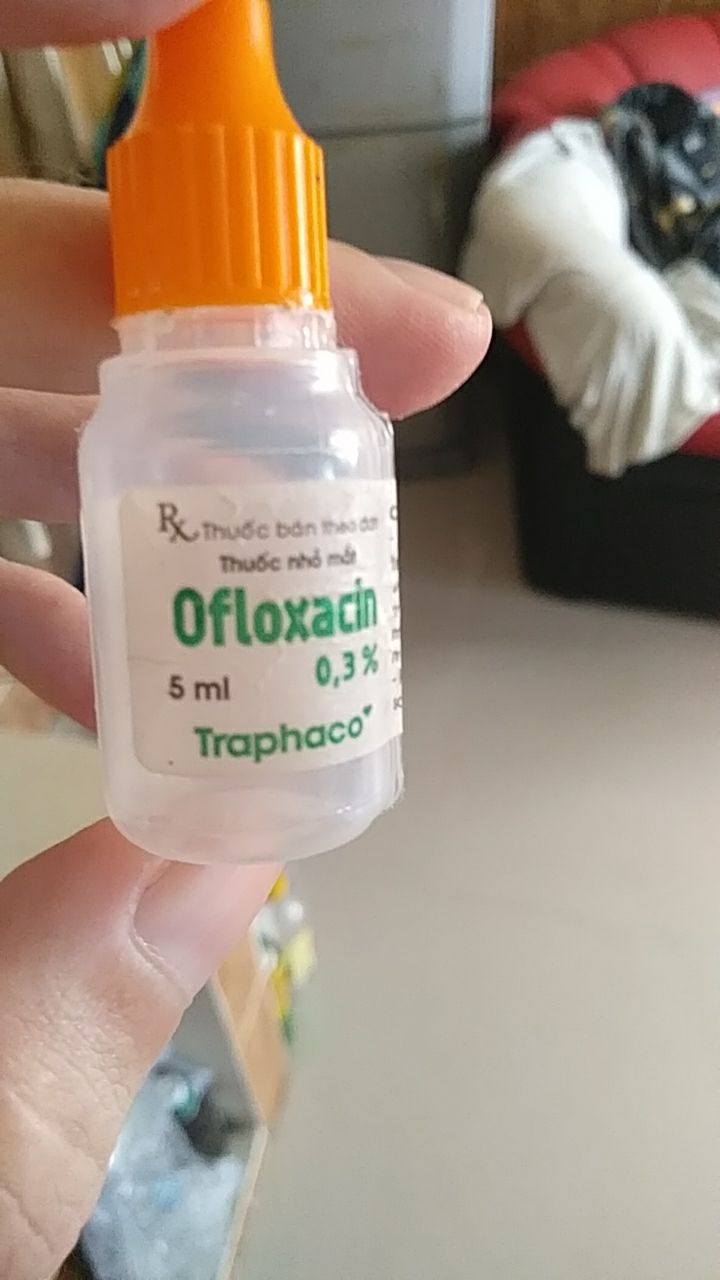 Rx Thuốc bán theo đơn
Thuốc nhỏ mắt
Ofloxacin
0,3%
5 ml
Traphaco